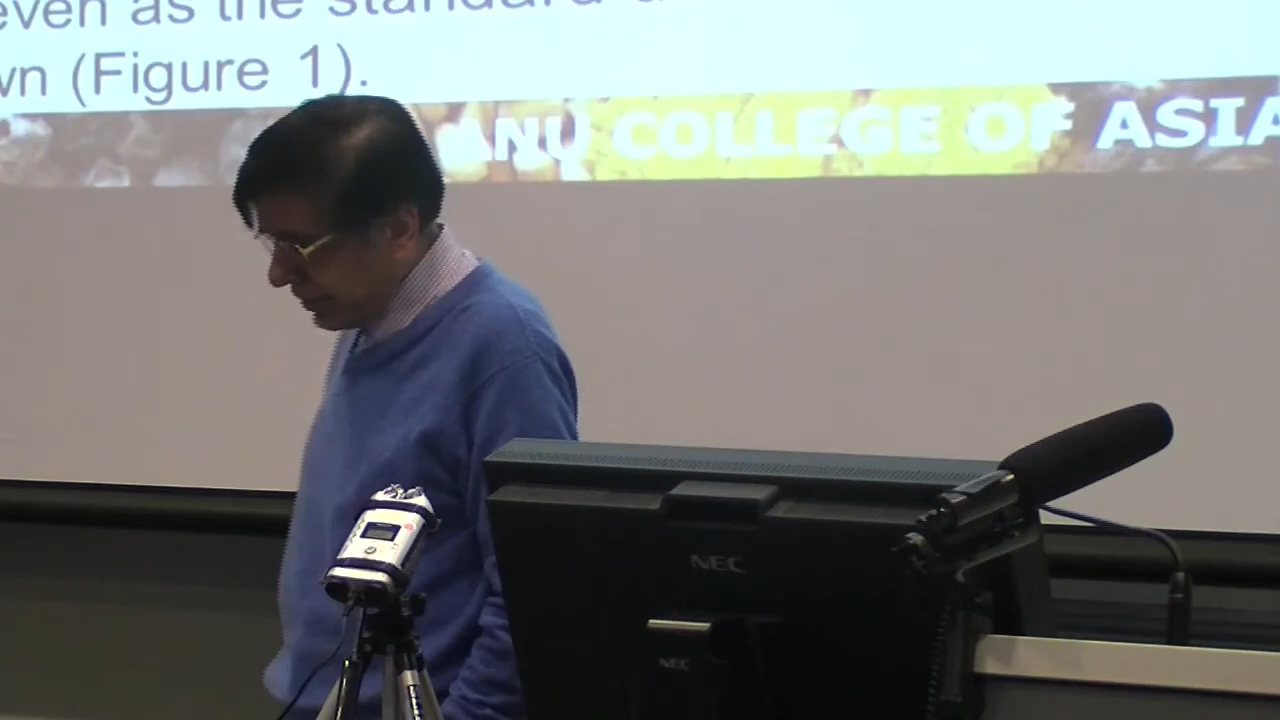 even as the standard
wn (Figure 1).
ANU COLLEGE OF ASIA
NEC
NEC